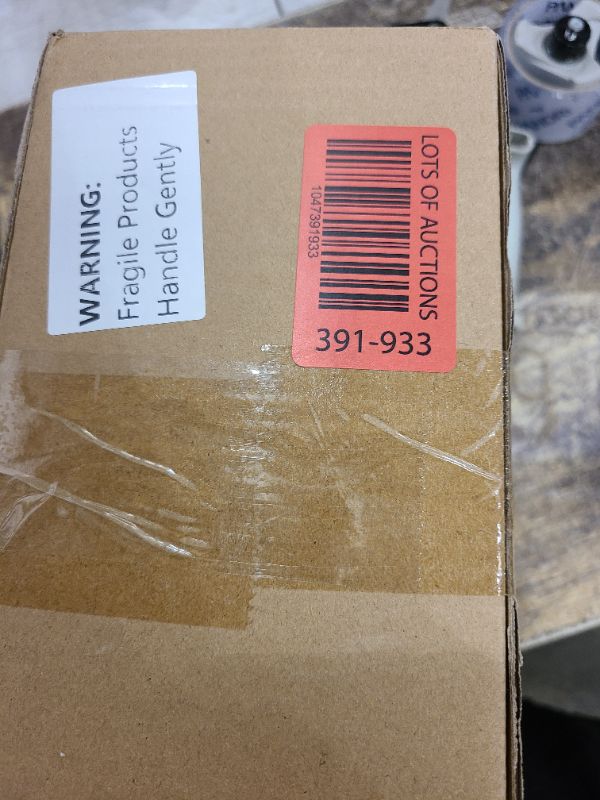 WARNING:
Fragile Products
Handle Gently
LOTS OF AUCTIONS
1047391933
391-933